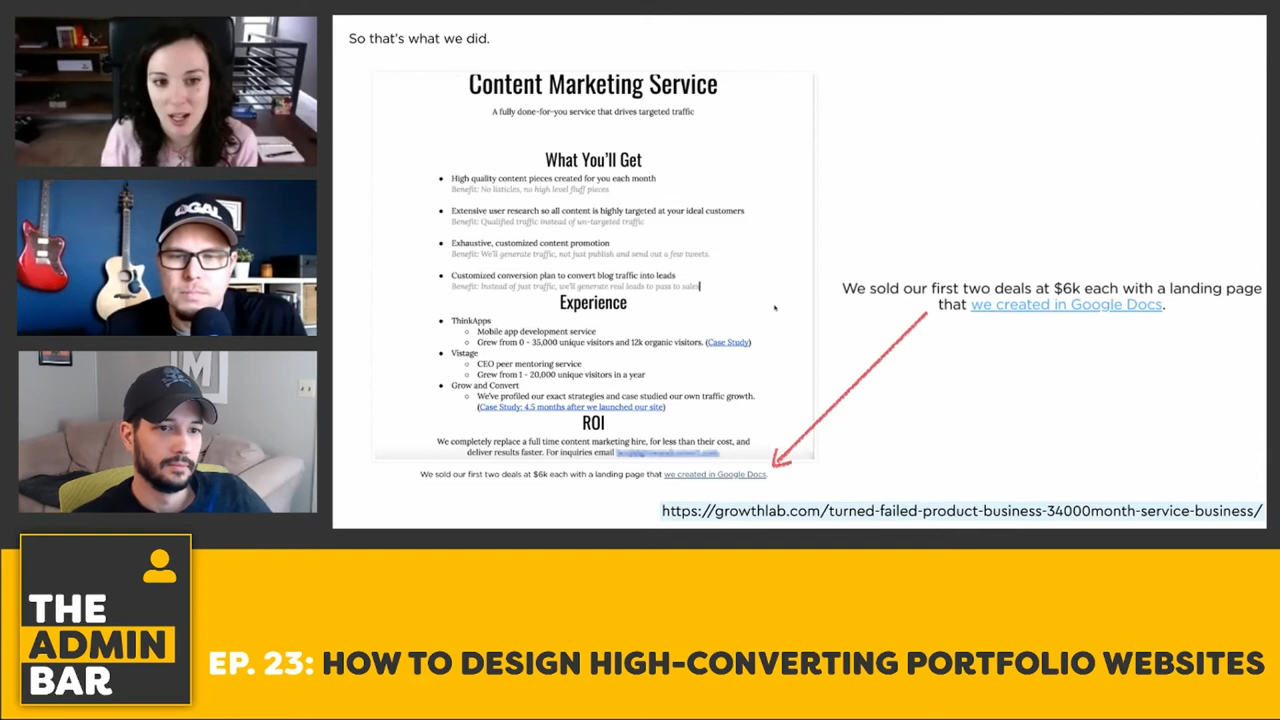 So that's what we did.
Content Marketing Service
A fully done-for-you service that drives targeted traffic
What You'll Get
• High quality content pieces created for you each month
Benefit: No listicles, no high level fluff pieces
• Extensive user research so all content is highly targeted at your ideal customers
Benefit: Qualified traffic instead of un-targeted traffic
• Exhaustive, customized content promotion
Benefit: We'll generate traffic, not just publish and send out a few tweets.
• Customized conversion plan to convert blog traffic into leads
Benefit: Instead of just traffic, we'll generate real leads to pass to sales
Experience
• ThinkApps
○ Mobile app development service
○ Grew from 0 - 35,000 unique visitors and 12k organic visitors. (Case Study)
• Vistage
○ CEO peer mentoring service
○ Grew from 1 - 20,000 unique visitors in a year
• Grow and Convert
○ We've profiled our exact strategies and case studied our own traffic growth.
(Case Study: 4.5 months after we launched our site)
ROI
We completely replace a full time content marketing hire, for less than their cost, and
deliver results faster. For inquiries email
We sold our first two deals at $6k each with a landing page that we created in Google Docs.
We sold our first two deals at $6k each with a landing page
that we created in Google Docs.
https://growthlab.com/turned-failed-product-business-34000month-service-business/
OGAL
M
THE
ADMIN
BAR
EP. 23: HOW TO DESIGN HIGH-CONVERTING PORTFOLIO WEBSITES